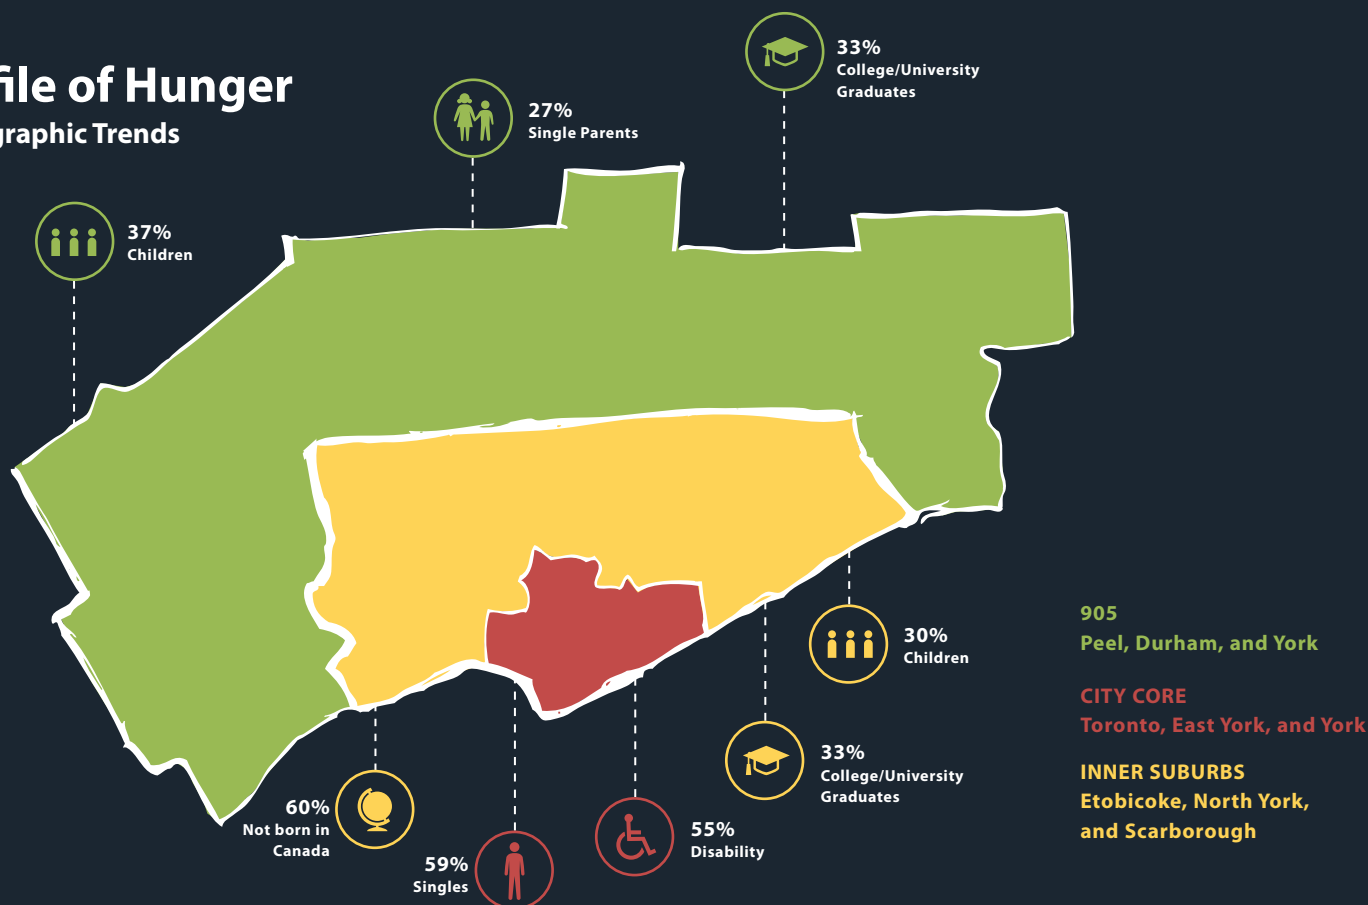 file of Hunger
graphic Trends
33%
College/University
Graduates
27%
Single Parents
37%
Children
30%
Children
33%
College/University
Graduates
60%
Not born in
Canada
59%
Singles
55%
Disability
905
Peel, Durham, and York
CITY CORE
Toronto, East York, and York
INNER SUBURBS
Etobicoke, North York,
and Scarborough